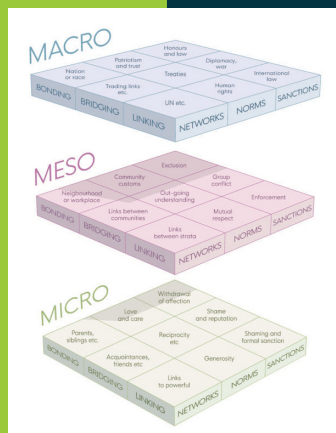 MACRO
Honours
and law
Patriotism
and trust
Diplomacy,
war
Nation
or race
Treaties
International
law
Trading links
etc.
Human
rights
UN etc.
BONDING
BRIDGING
LINKING
NETWORKS
NORMS
SANCTIONS
MESO
Exclusion
Community
customs
Group
conflict
Neighbourhood
or workplace
Out-going
understanding
Enforcement
Links between
communities
Mutual
respect
Links
between strata
BONDING
BRIDGING
LINKING
NETWORKS
NORMS
SANCTIONS
MICRO
Withdrawal
of affection
Love
and care
Shame
and reputation
Parents,
siblings etc.
Reciprocity
etc
Shaming and
formal sanction
Acquaintances,
friends etc
Generosity
Links
to powerful
BONDING
BRIDGING
LINKING
NETWORKS
NORMS
SANCTIONS